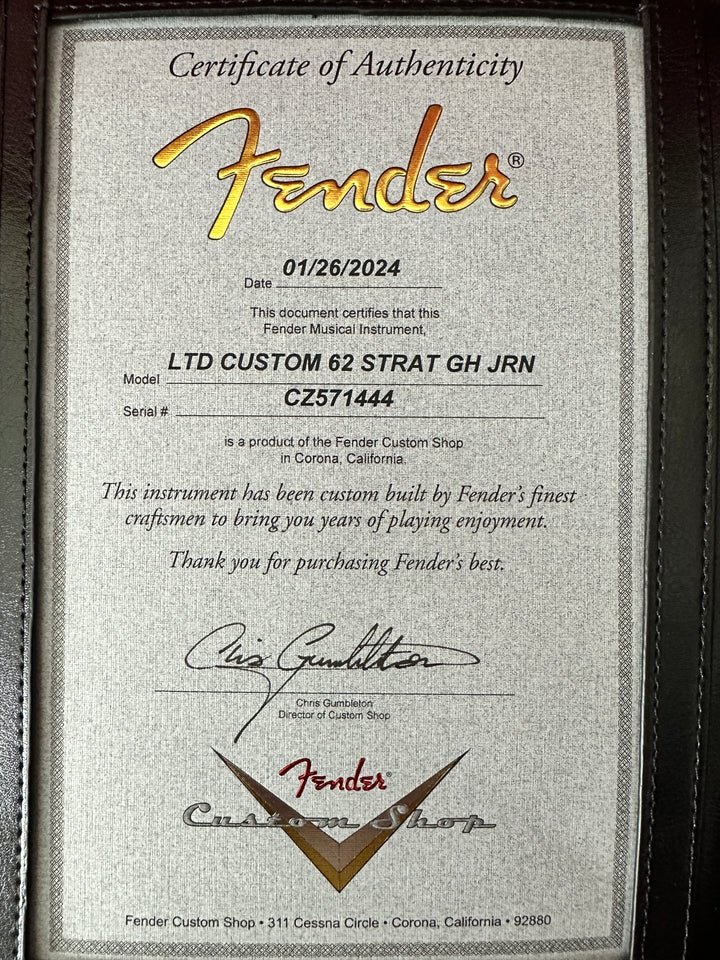 Certificate of Authenticity
Fender®
Date 01/26/2024
This document certifies that this
Fender Musical Instrument,
Model LTD CUSTOM 62 STRAT GH JRN
Serial # CZ571444
is a product of the Fender Custom Shop
in Corona, California.
This instrument has been custom built by Fender's finest
craftsmen to bring you years of playing enjoyment.
Thank you for purchasing Fender's best.
Chris Gumbleton
Chris Gumbleton
Director of Custom Shop
Fender®
Custom Shop
Fender Custom Shop • 311 Cessna Circle • Corona, California • 92880